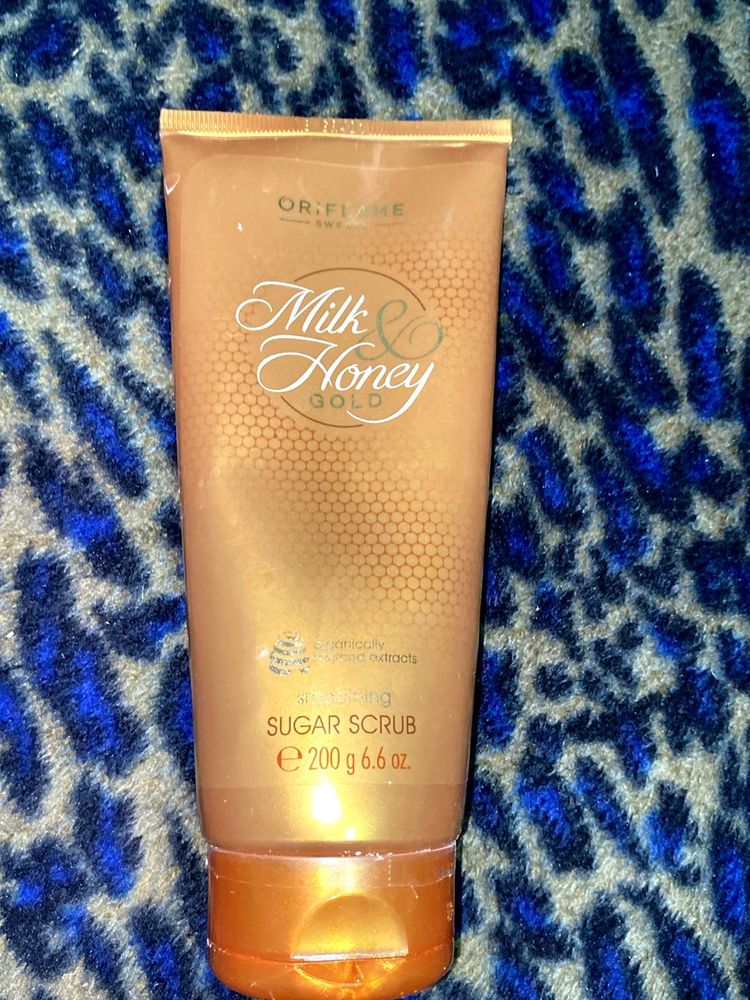 ORIFLAME
SWEDEN
Milk &
Honey
GOLD
organically
sourced extracts
smoothing
SUGAR SCRUB
e 200 g 6.6 oz.